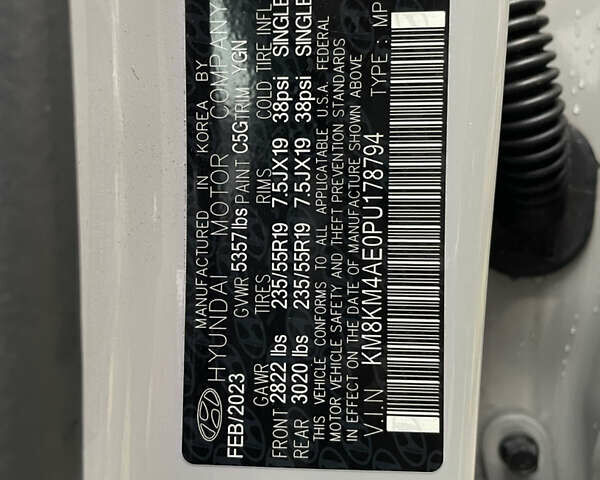 MANUFACTURED IN KOREA BY
HYUNDAI MOTOR COMPANY
FEB/2023 GVWR 5357lbs PAINT C5G TRIM YGN
GAWR TIRES RIMS COLD TIRE INFL
FRONT 2822 lbs 235/55R19 7.5JX19 38psi SINGLE
REAR 3020 lbs 235/55R19 7.5JX19 38psi SINGLE
THIS VEHICLE CONFORMS TO ALL APPLICATABLE U.S.A. FEDERAL
MOTOR VEHICLE SAFETY AND THEFT PREVENTION STANDARDS
IN EFFECT ON THE DATE OF MANUFACTURE SHOWN ABOVE
V.I.N KM8KM4AE0PU178794 TYPE : MP